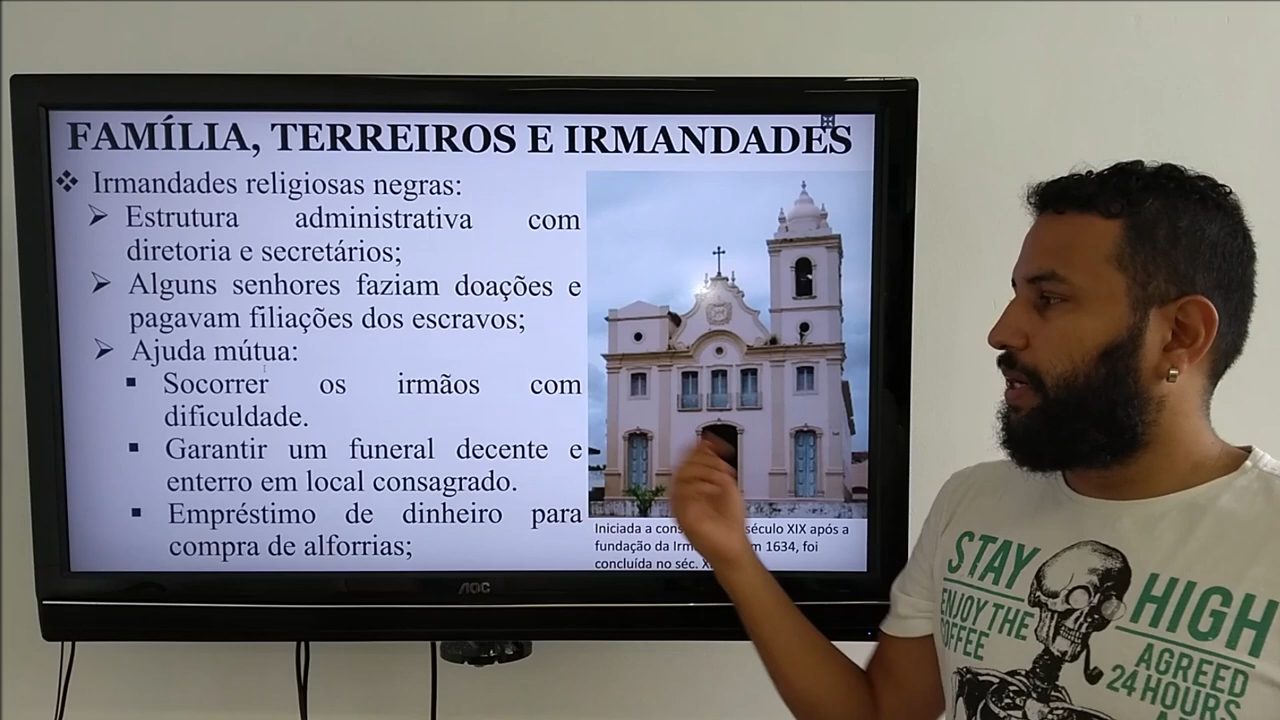 FAMÍLIA, TERREIROS E IRMANDADES
Irmandades religiosas negras:
Estrutura administrativa com
diretoria e secretários;
Alguns senhores faziam doações e
pagavam filiações dos escravos;
Ajuda mútua:
Socorrer os irmãos com
dificuldade.
Garantir um funeral decente e
enterro em local consagrado.
Empréstimo de dinheiro para
compra de alforrias;
Iniciada a século XIX após a
fundação da 1634, foi
concluída no séc.
AOC
STAY HIGH
ENJOY THE
COFFEE
AGREED
24 HOURS